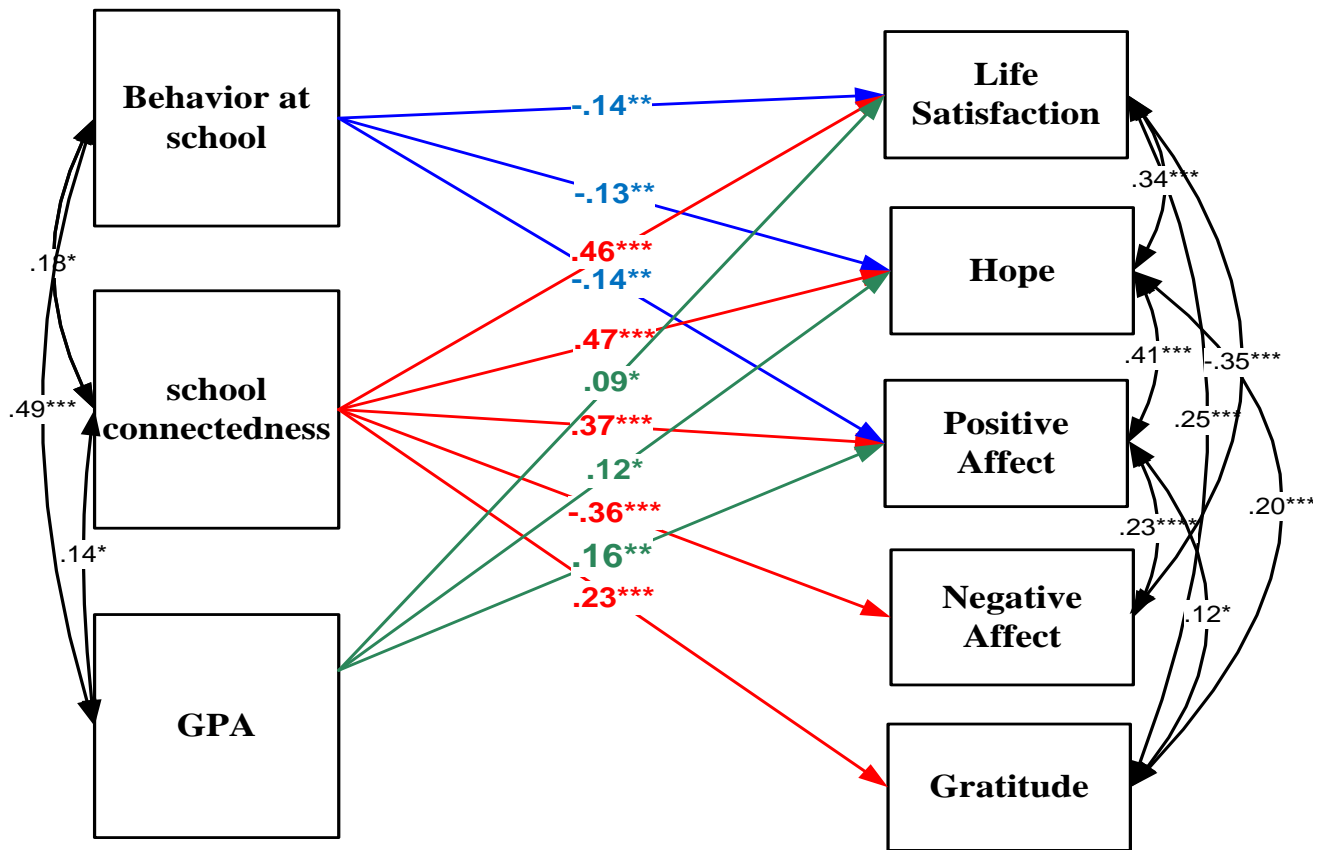 Behavior at
school
school
connectedness
GPA
.18*
.49***
.14*
-.14**
-.13**
.46***
-.14**
.47***
.09*
.37***
.12*
-.36***
.16**
.23***
Life
Satisfaction
Hope
Positive
Affect
Negative
Affect
Gratitude
.34***
.41***
-.35***
.25***
.20***
.23****
.12*